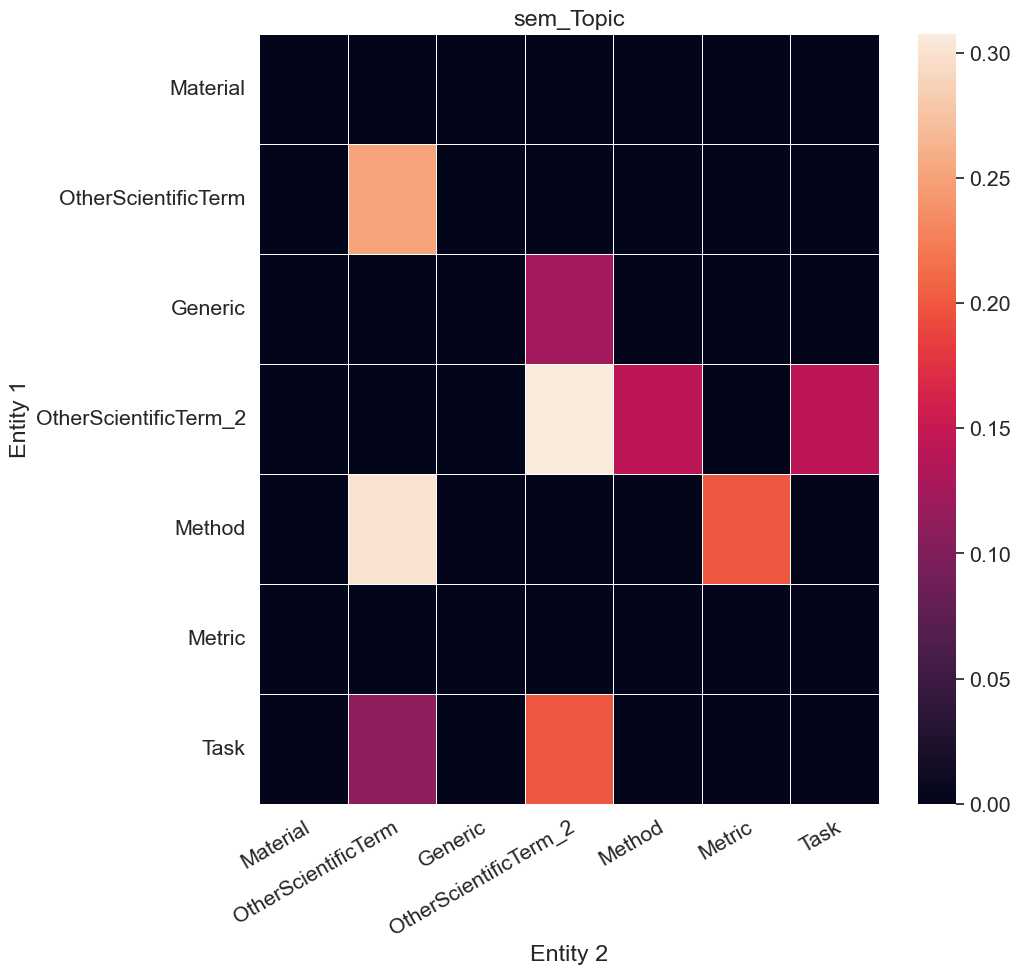 sem_Topic
Entity 1
Material
OtherScientificTerm
Generic
OtherScientificTerm_2
Method
Metric
Task
Material
OtherScientificTerm
Generic
OtherScientificTerm_2
Method
Metric
Task
Entity 2
0.30
0.25
0.20
0.15
0.10
0.05
0.00